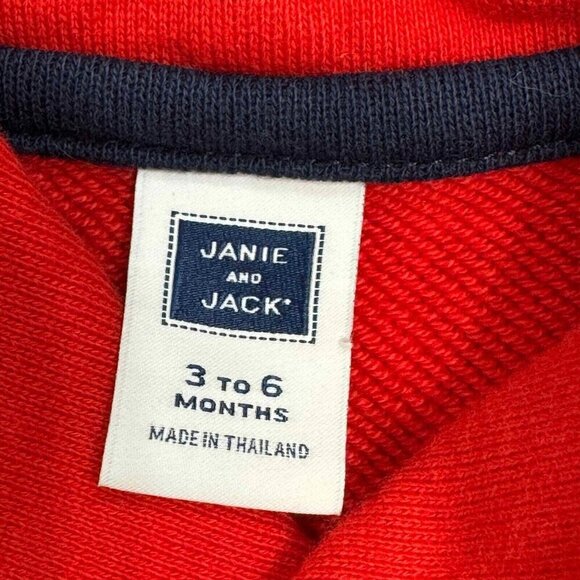 JANIE
AND
JACK
3 TO 6
MONTHS
MADE IN THAILAND